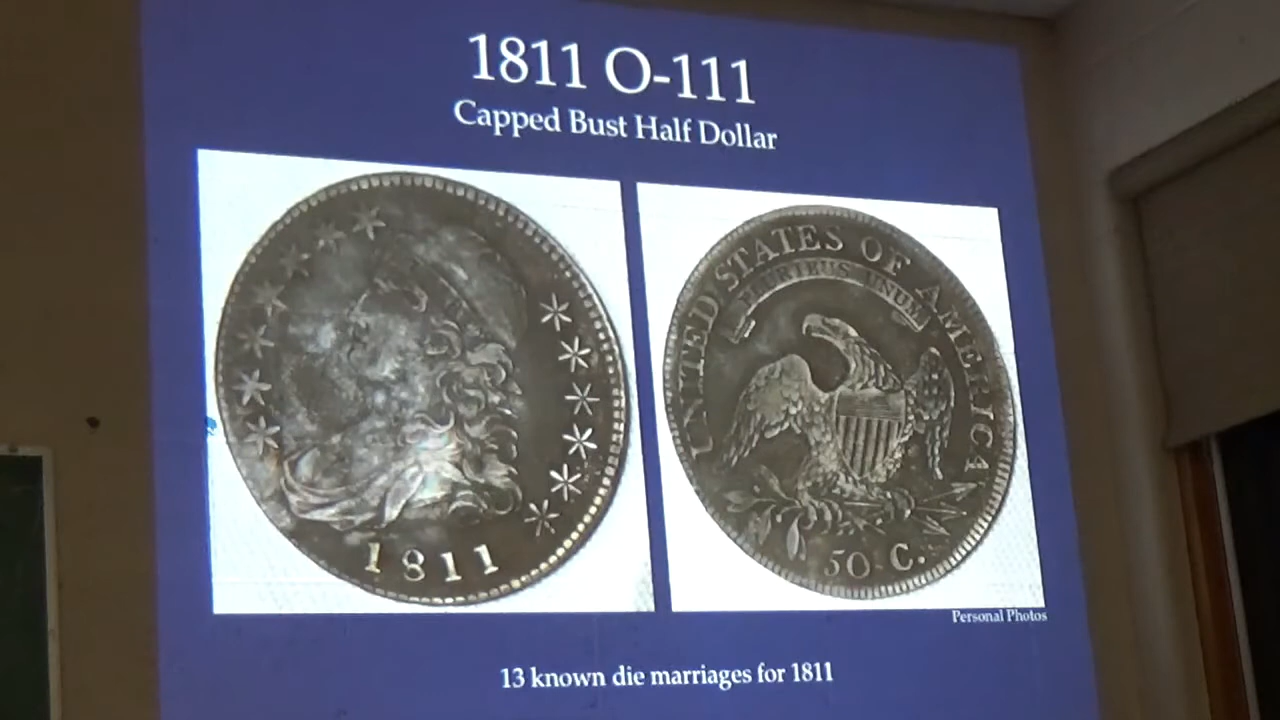 1811 O-111
Capped Bust Half Dollar
UNITED STATES OF AMERICA
E PLURIBUS UNUM
1811
50 C.
Personal Photos
13 known die marriages for 1811